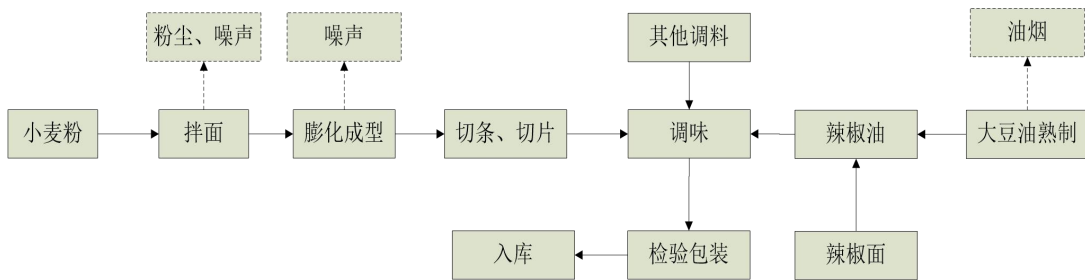 粉尘、噪声
噪声
其他调料
油烟
小麦粉
拌面
膨化成型
切条、切片
调味
辣椒油
大豆油熟制
入库
检验包装
辣椒面